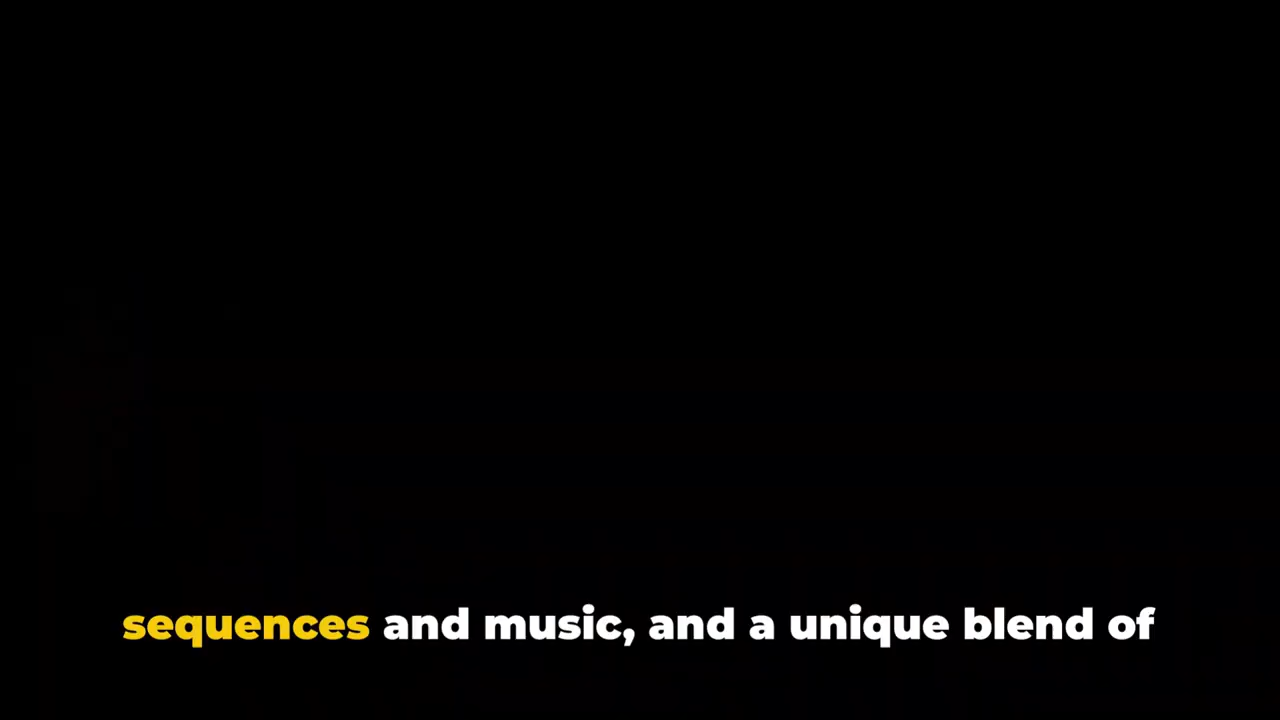 sequences and music, and a unique blend of